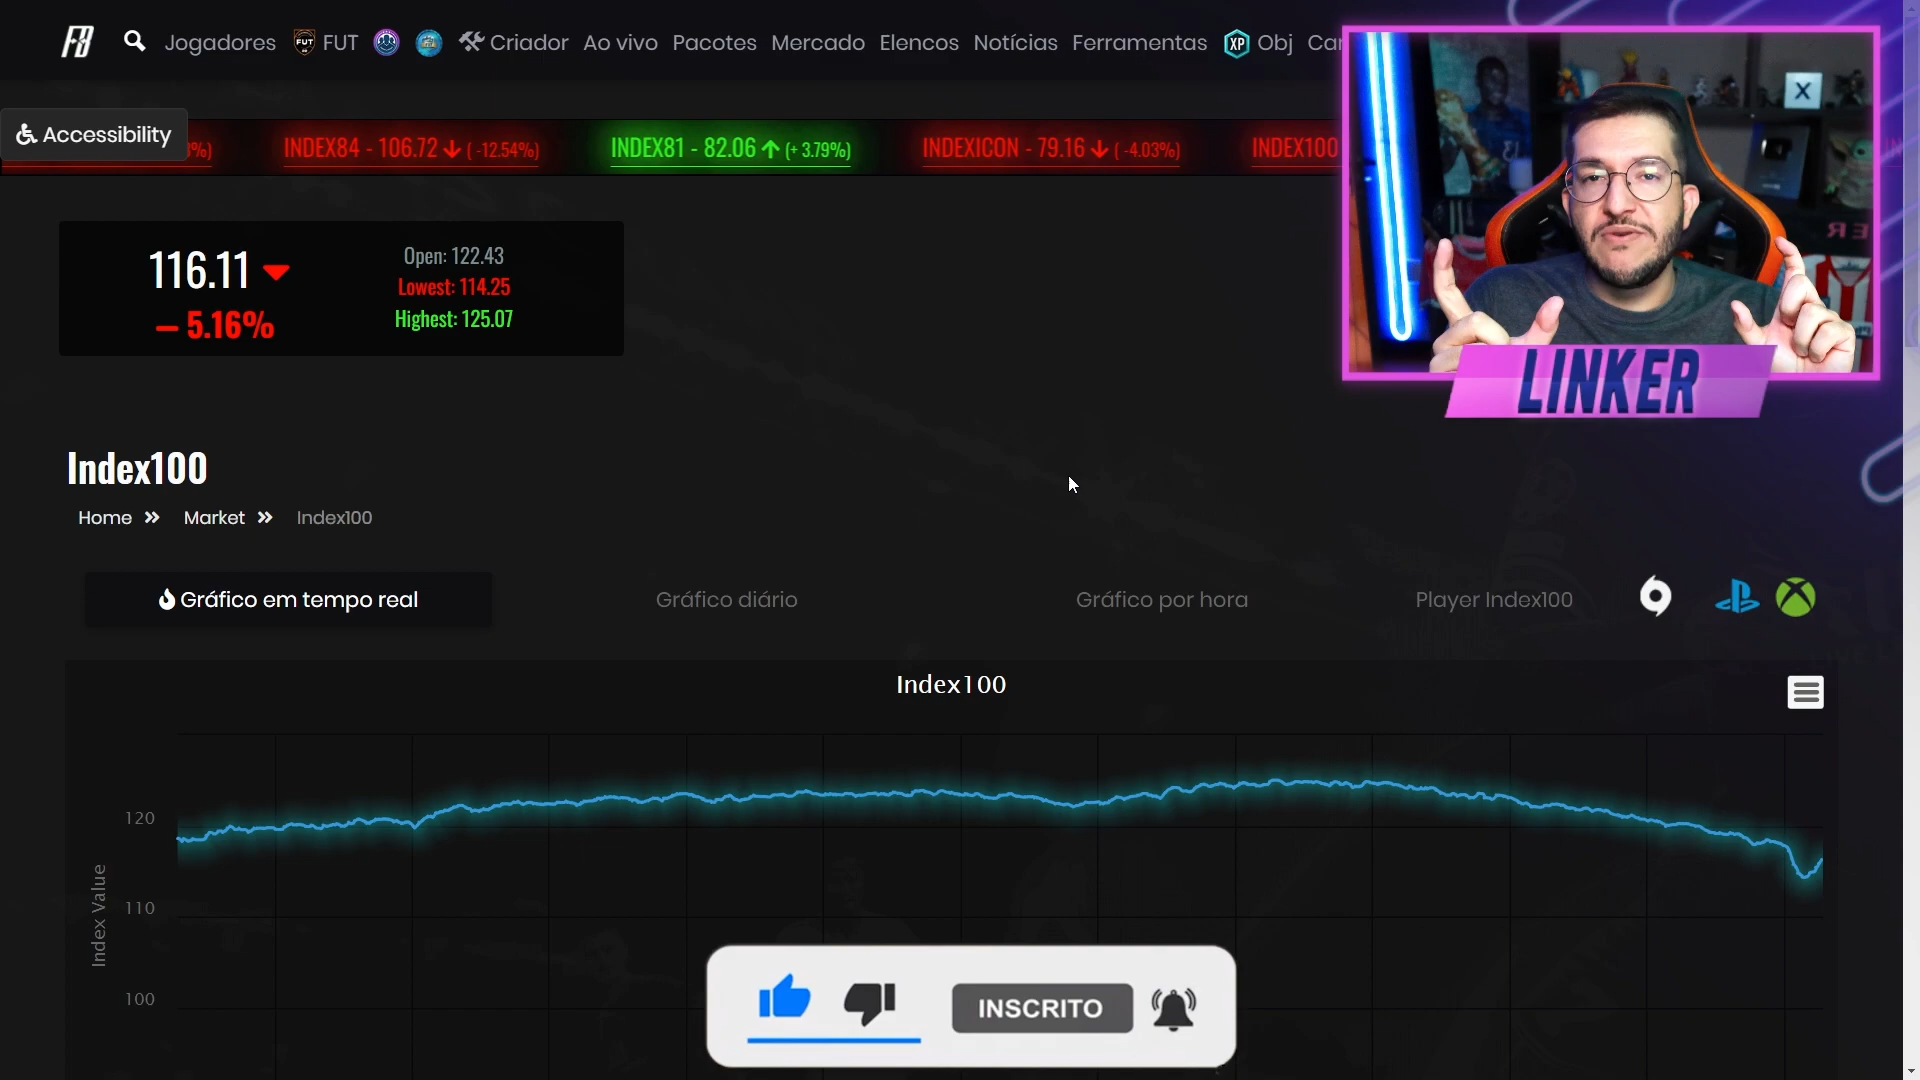 Jogadores FUT Criador Ao vivo Pacotes Mercado Elencos Notícias Ferramentas XP Obj Car
Accessibility
%) INDEX84 - 106.72 ( -12.54%) INDEX81 - 82.06 (+ 3.79%) INDEXICON - 79.16 ( -4.03%) INDEX100
116.11
– 5.16%
Open: 122.43
Lowest: 114.25
Highest: 125.07
X
LINKER
Index100
Home » Market » Index100
Gráfico em tempo real Gráfico diário Gráfico por hora Player Index100
Index100
120
110
100
Index Value
INSCRITO